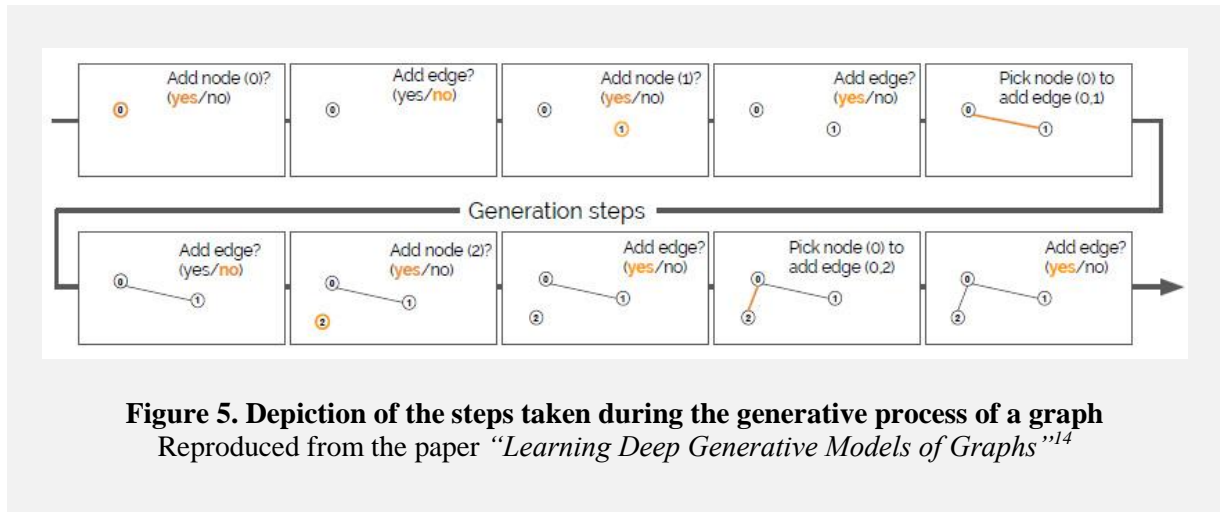 Add node (0)?
(yes/no)
0
Add edge?
(yes/no)
0
Add node (1)?
(yes/no)
0
1
Add edge?
(yes/no)
0
1
Pick node (0) to
add edge (0,1)
0
1
Generation steps
Add edge?
(yes/no)
0
1
Add node (2)?
(yes/no)
0
1
2
Add edge?
(yes/no)
0
1
2
Pick node (0) to
add edge (0,2)
0
1
2
Add edge?
(yes/no)
0
1
2
Figure 5. Depiction of the steps taken during the generative process of a graph
Reproduced from the paper “Learning Deep Generative Models of Graphs”14